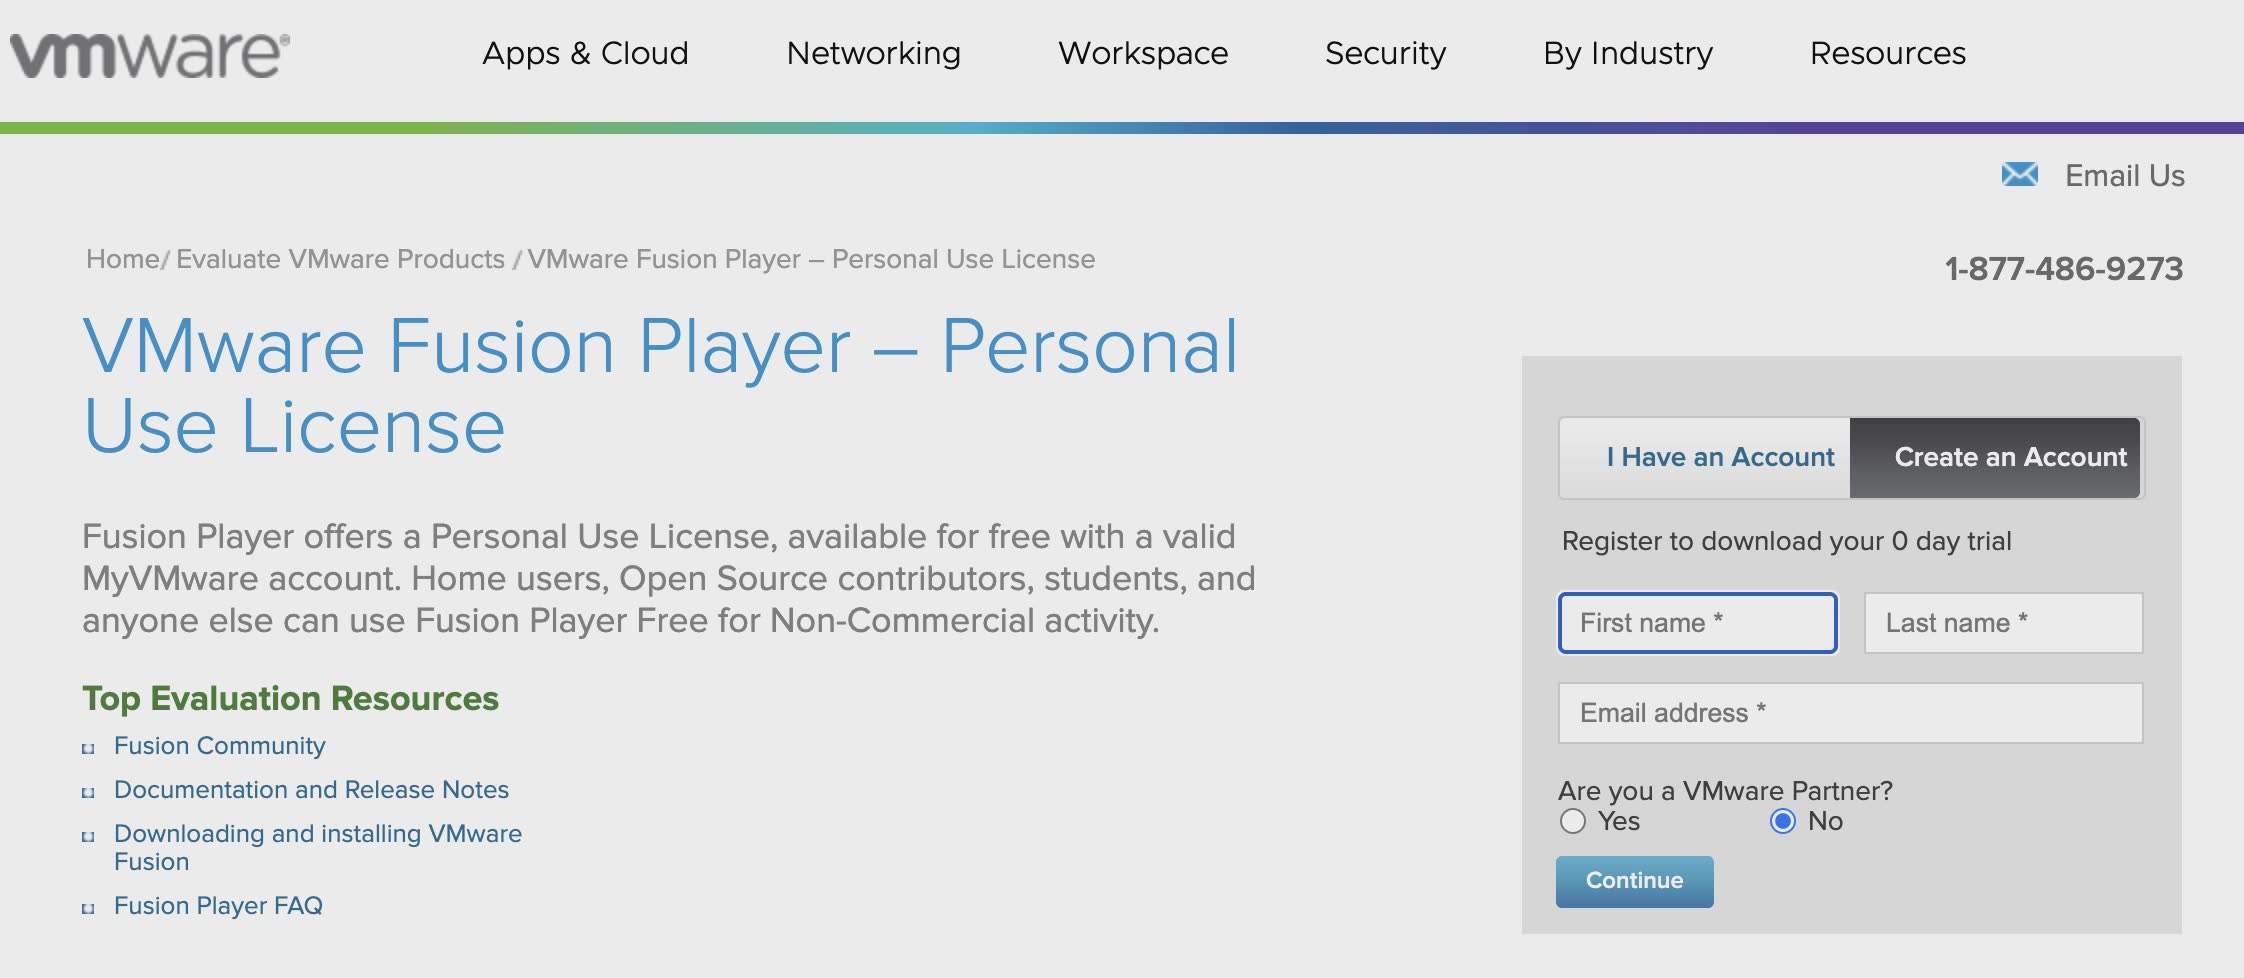 vmware®
Apps & Cloud Networking Workspace Security By Industry Resources
Email Us
Home/ Evaluate VMware Products / VMware Fusion Player – Personal Use License
1-877-486-9273
VMware Fusion Player – Personal
Use License
Fusion Player offers a Personal Use License, available for free with a valid
MyVMware account. Home users, Open Source contributors, students, and
anyone else can use Fusion Player Free for Non-Commercial activity.
Top Evaluation Resources
Fusion Community
Documentation and Release Notes
Downloading and installing VMware
Fusion
Fusion Player FAQ
I Have an Account Create an Account
Register to download your 0 day trial
First name * Last name *
Email address *
Are you a VMware Partner?
Yes No
Continue